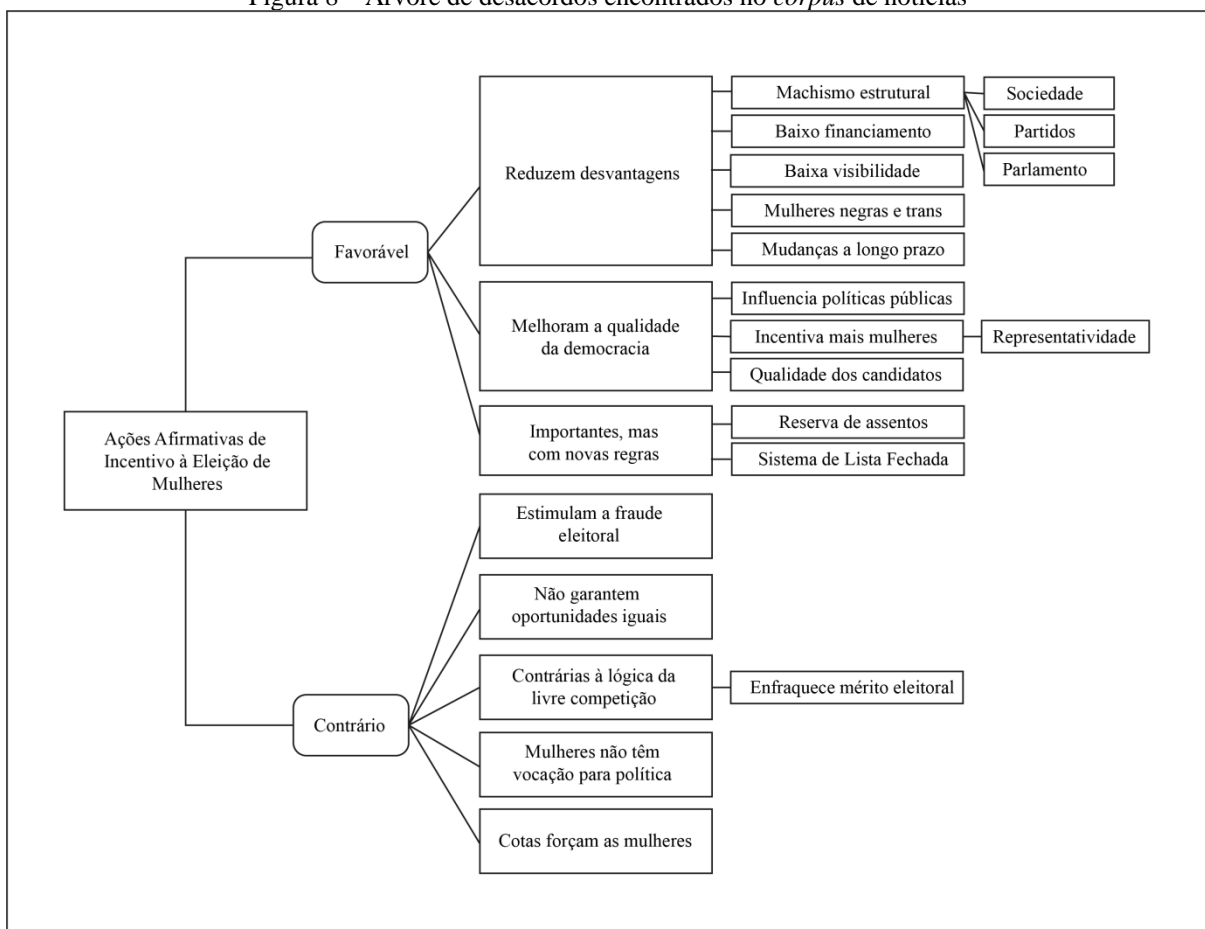 Figura 8 – Árvore de desacordos encontrados no corpus de notícias
Ações Afirmativas de
Incentivo à Eleição de
Mulheres
Favorável
Reduzem desvantagens
Machismo estrutural
Sociedade
Partidos
Parlamento
Baixo financiamento
Baixa visibilidade
Mulheres negras e trans
Mudanças a longo prazo
Melhoram a qualidade
da democracia
Influencia políticas públicas
Incentiva mais mulheres
Representatividade
Qualidade dos candidatos
Importantes, mas
com novas regras
Reserva de assentos
Sistema de Lista Fechada
Contrário
Estimulam a fraude
eleitoral
Não garantem
oportunidades iguais
Contrárias à lógica da
livre competição
Enfraquece mérito eleitoral
Mulheres não têm
vocação para política
Cotas forçam as mulheres